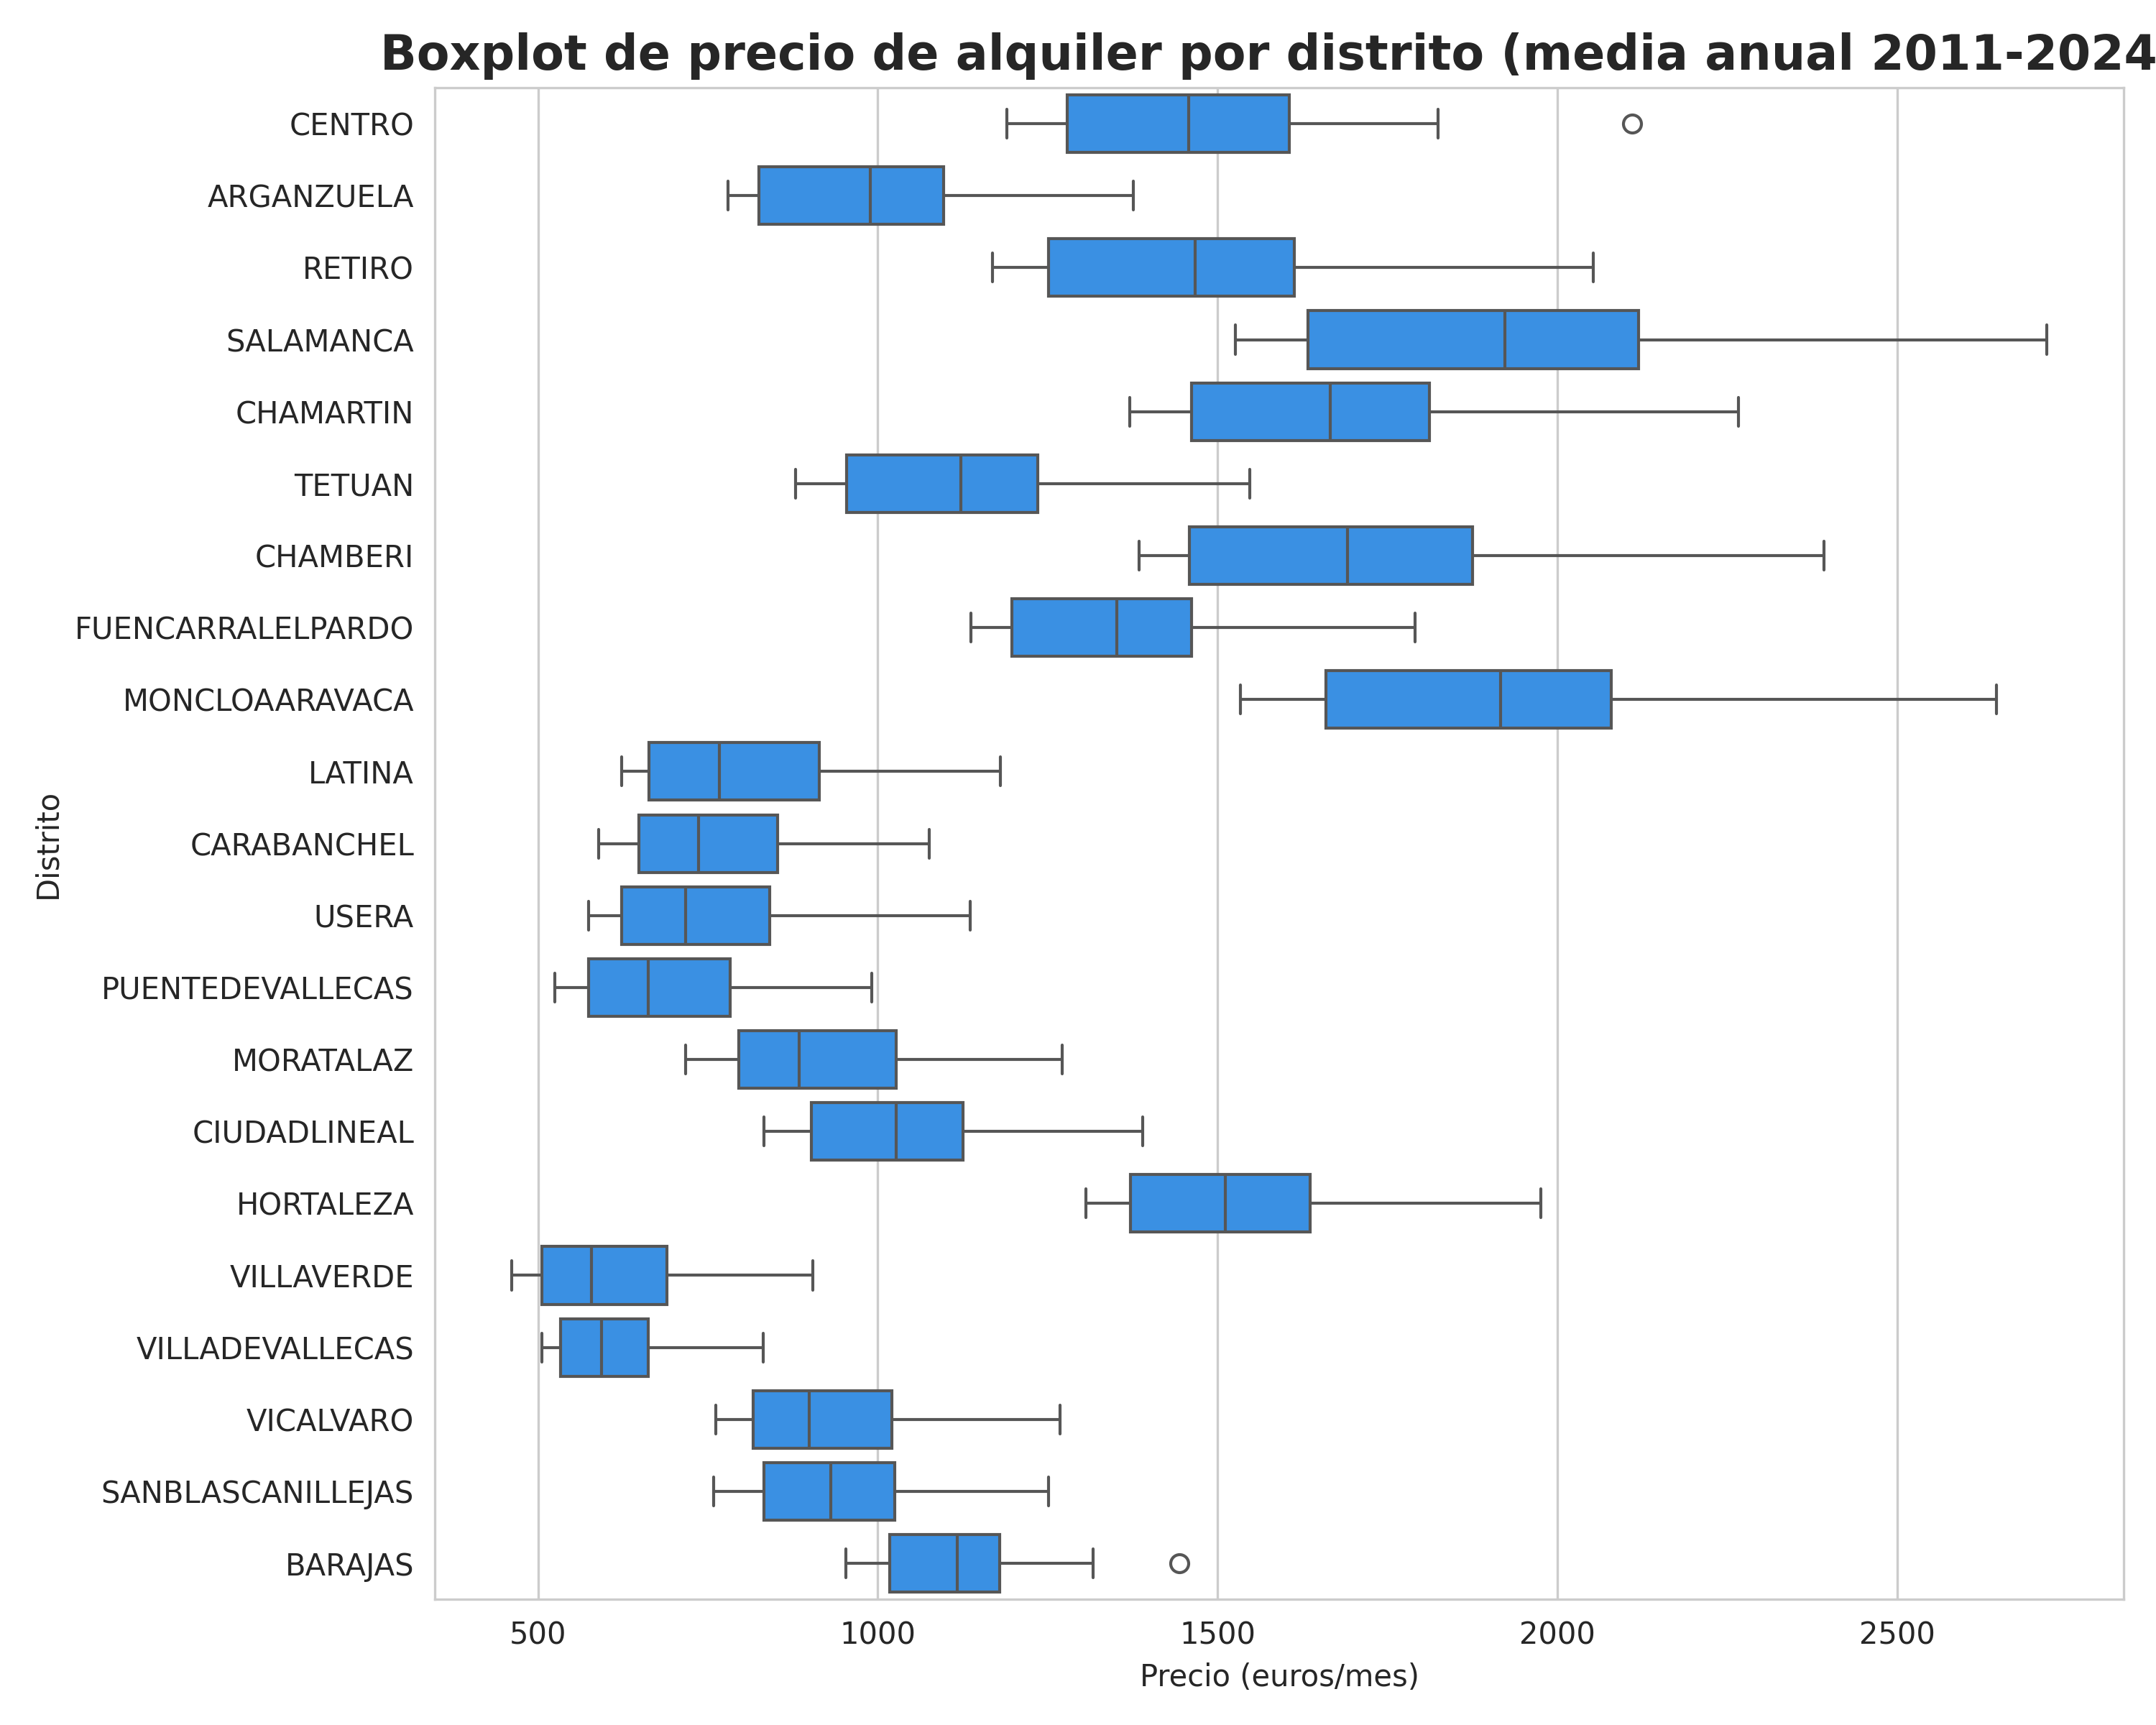 Boxplot de precio de alquiler por distrito (media anual 2011-2024
CENTRO
ARGANZUELA
RETIRO
SALAMANCA
CHAMARTIN
TETUAN
CHAMBERI
FUENCARRALELPARDO
MONCLOAARAVACA
LATINA
CARABANCHEL
USERA
PUENTEDEVALLECAS
MORATALAZ
CIUDADLINEAL
HORTALEZA
VILLAVERDE
VILLADEVALLECAS
VICALVARO
SANBLASCANILLEJAS
BARAJAS
Distrito
500 1000 1500 2000 2500
Precio (euros/mes)